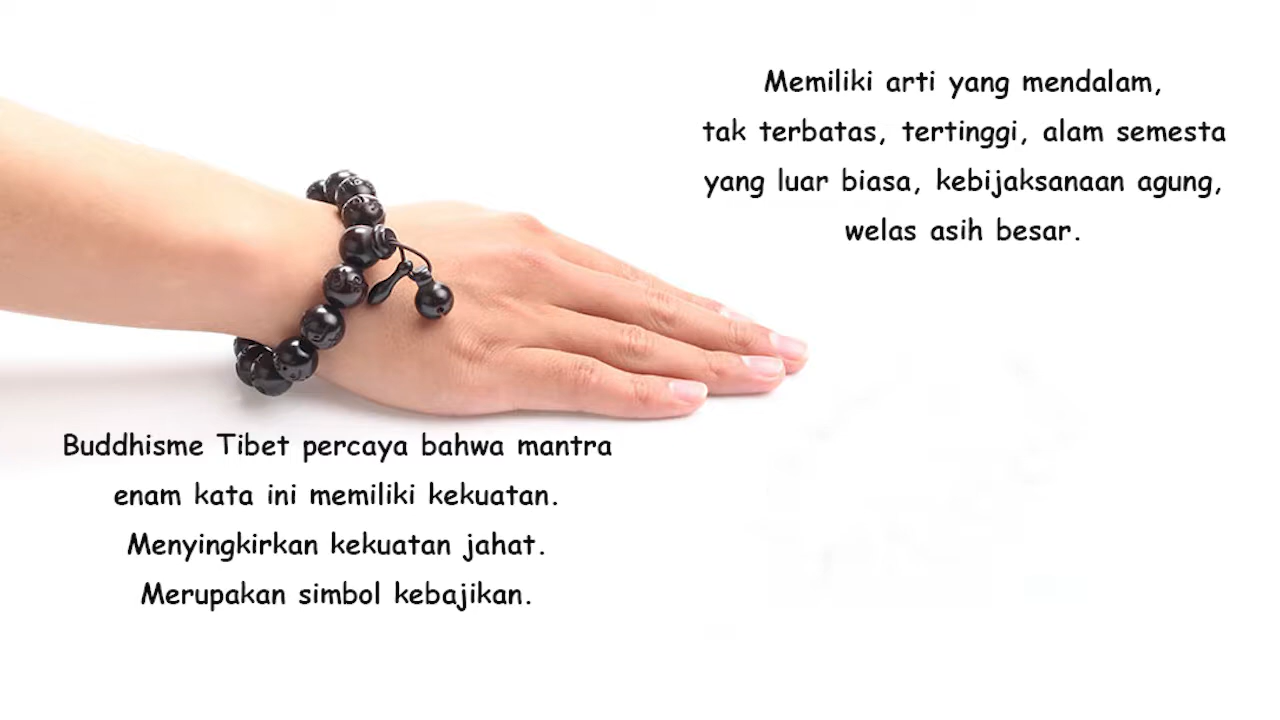 Memiliki arti yang mendalam,
tak terbatas, tertinggi, alam semesta
yang luar biasa, kebijaksanaan agung,
welas asih besar.
Buddhisme Tibet percaya bahwa mantra
enam kata ini memiliki kekuatan.
Menyingkirkan kekuatan jahat.
Merupakan simbol kebajikan.